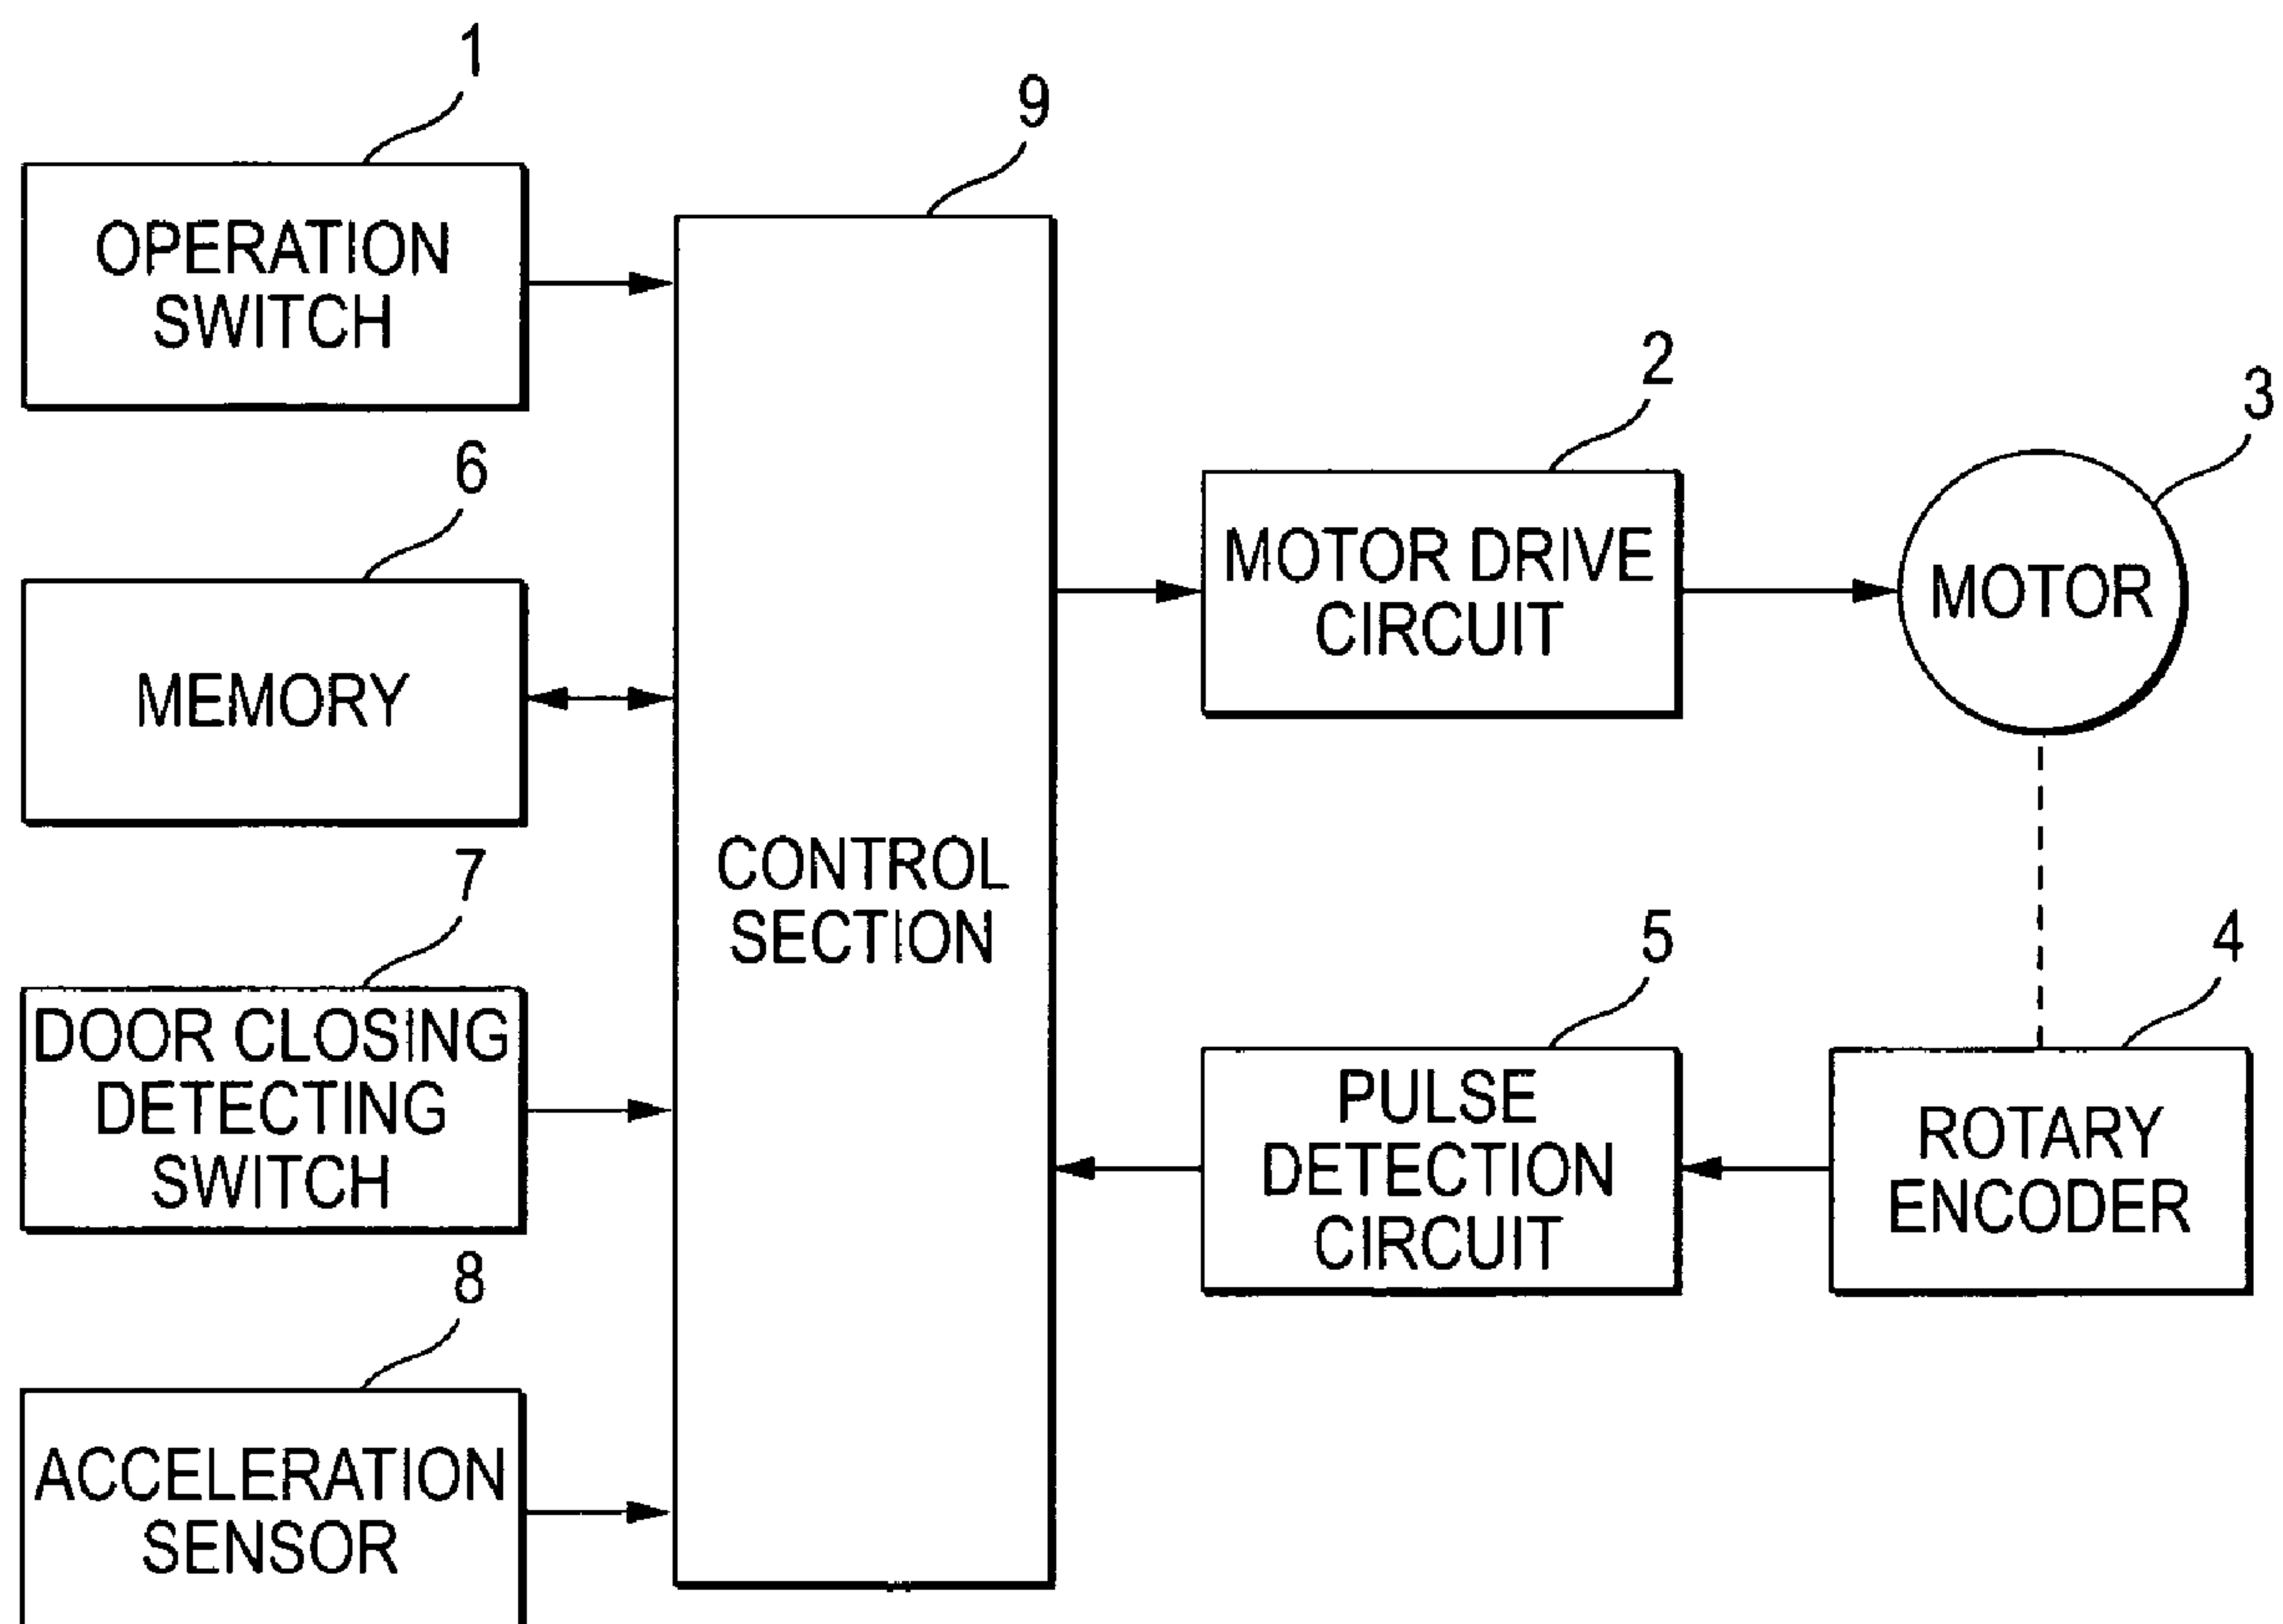 1
OPERATION
SWITCH
6
MEMORY
7
DOOR CLOSING
DETECTING
SWITCH
8
ACCELERATION
SENSOR
9
CONTROL
SECTION
2
MOTOR DRIVE
CIRCUIT
3
MOTOR
5
PULSE
DETECTION
CIRCUIT
4
ROTARY
ENCODER